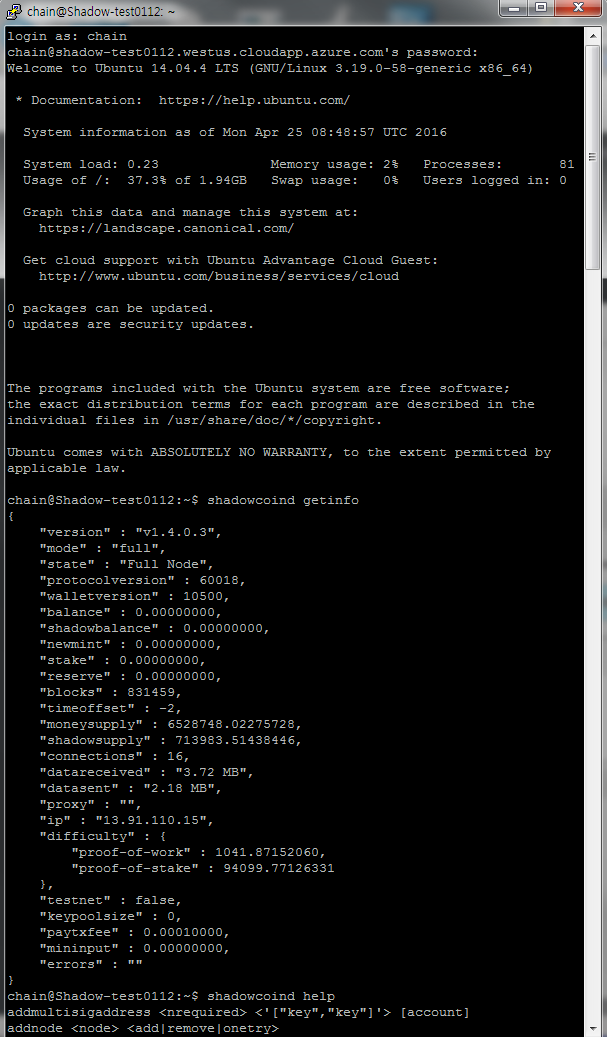 chain@Shadow-test0112: ~
login as: chain
chain@shadow-test0112.westus.cloudapp.azure.com's password:
Welcome to Ubuntu 14.04.4 LTS (GNU/Linux 3.19.0-58-generic x86_64)
* Documentation:  https://help.ubuntu.com/
System information as of Mon Apr 25 08:48:57 UTC 2016
System load: 0.23              Memory usage: 2%   Processes:       81
Usage of /:  37.3% of 1.94GB   Swap usage:   0%   Users logged in: 0
Graph this data and manage this system at:
https://landscape.canonical.com/
Get cloud support with Ubuntu Advantage Cloud Guest:
http://www.ubuntu.com/business/services/cloud
0 packages can be updated.
0 updates are security updates.
The programs included with the Ubuntu system are free software;
the exact distribution terms for each program are described in the
individual files in /usr/share/doc/*/copyright.
Ubuntu comes with ABSOLUTELY NO WARRANTY, to the extent permitted by
applicable law.
chain@Shadow-test0112:~$ shadowcoind getinfo
{
    "version" : "v1.4.0.3",
    "mode" : "full",
    "state" : "Full Node",
    "protocolversion" : 60018,
    "walletversion" : 10500,
    "balance" : 0.00000000,
    "shadowbalance" : 0.00000000,
    "newmint" : 0.00000000,
    "stake" : 0.00000000,
    "reserve" : 0.00000000,
    "blocks" : 831459,
    "timeoffset" : -2,
    "moneysupply" : 6528748.02275728,
    "shadowsupply" : 713983.51438446,
    "connections" : 16,
    "datareceived" : "3.72 MB",
    "datasent" : "2.18 MB",
    "proxy" : "",
    "ip" : "13.91.110.15",
    "difficulty" : {
        "proof-of-work" : 1041.87152060,
        "proof-of-stake" : 94099.77126331
    },
    "testnet" : false,
    "keypoolsize" : 0,
    "paytxfee" : 0.00010000,
    "mininput" : 0.00000000,
    "errors" : ""
}
chain@Shadow-test0112:~$ shadowcoind help
addmultisigaddress <nrequired> <'["key","key"]'> [account]
addnode <node> <add|remove|onetry>